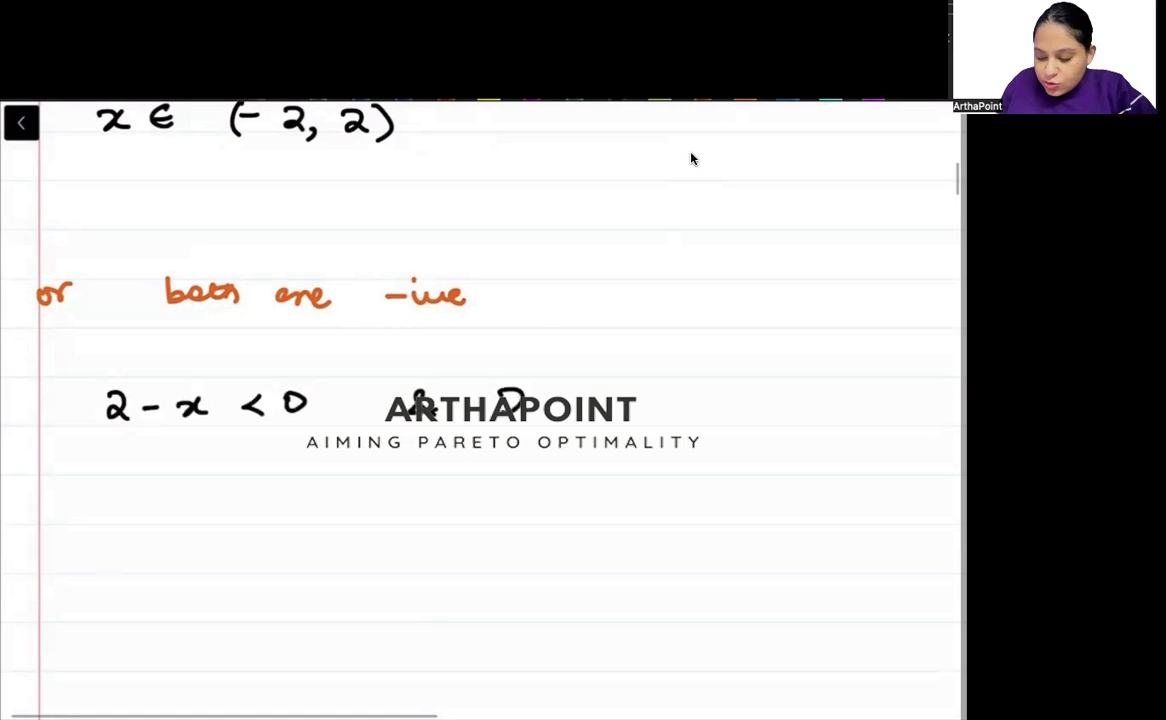 ArthaPoint
x ∈ (- 2, 2)
or both are -ive
2 - x < 0 &
ARTHAPOINT
AIMING PARETO OPTIMALITY